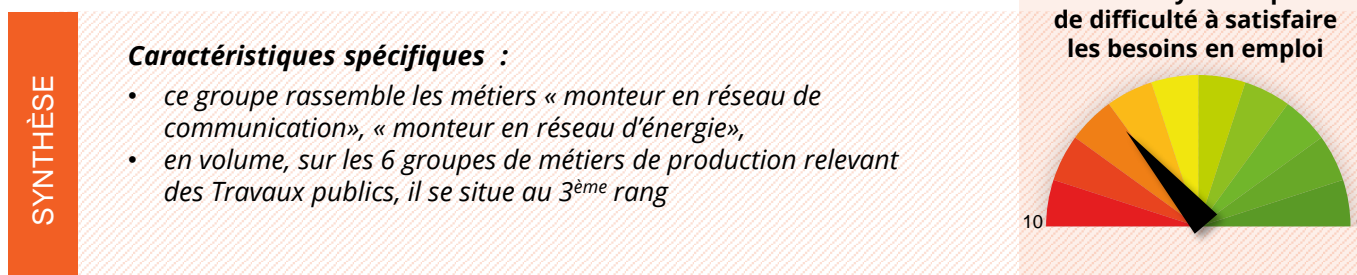 SYNTHÈSE
Caractéristiques spécifiques :
• ce groupe rassemble les métiers « monteur en réseau de
communication», « monteur en réseau d’énergie»,
• en volume, sur les 6 groupes de métiers de production relevant
des Travaux publics, il se situe au 3ème rang
de difficulté à satisfaire
les besoins en emploi
10